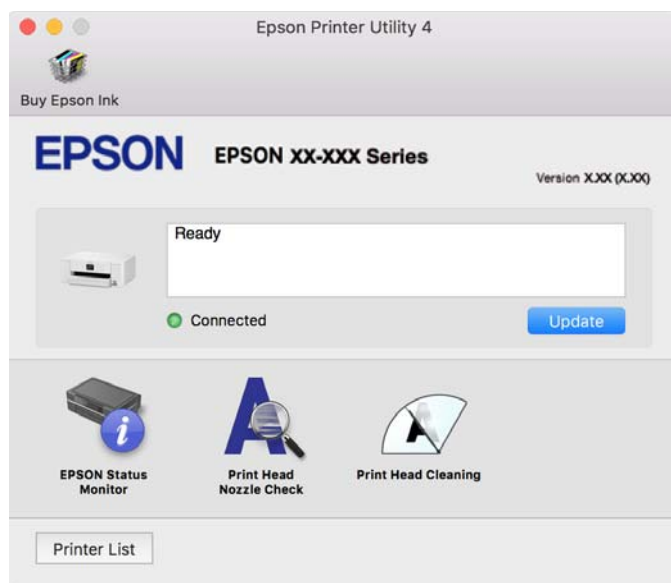 Epson Printer Utility 4
Buy Epson Ink
EPSON
EPSON XX-XXX Series
Version X.XX (X.XX)
Ready
Connected
Update
EPSON Status
Monitor
Print Head
Nozzle Check
Print Head Cleaning
Printer List